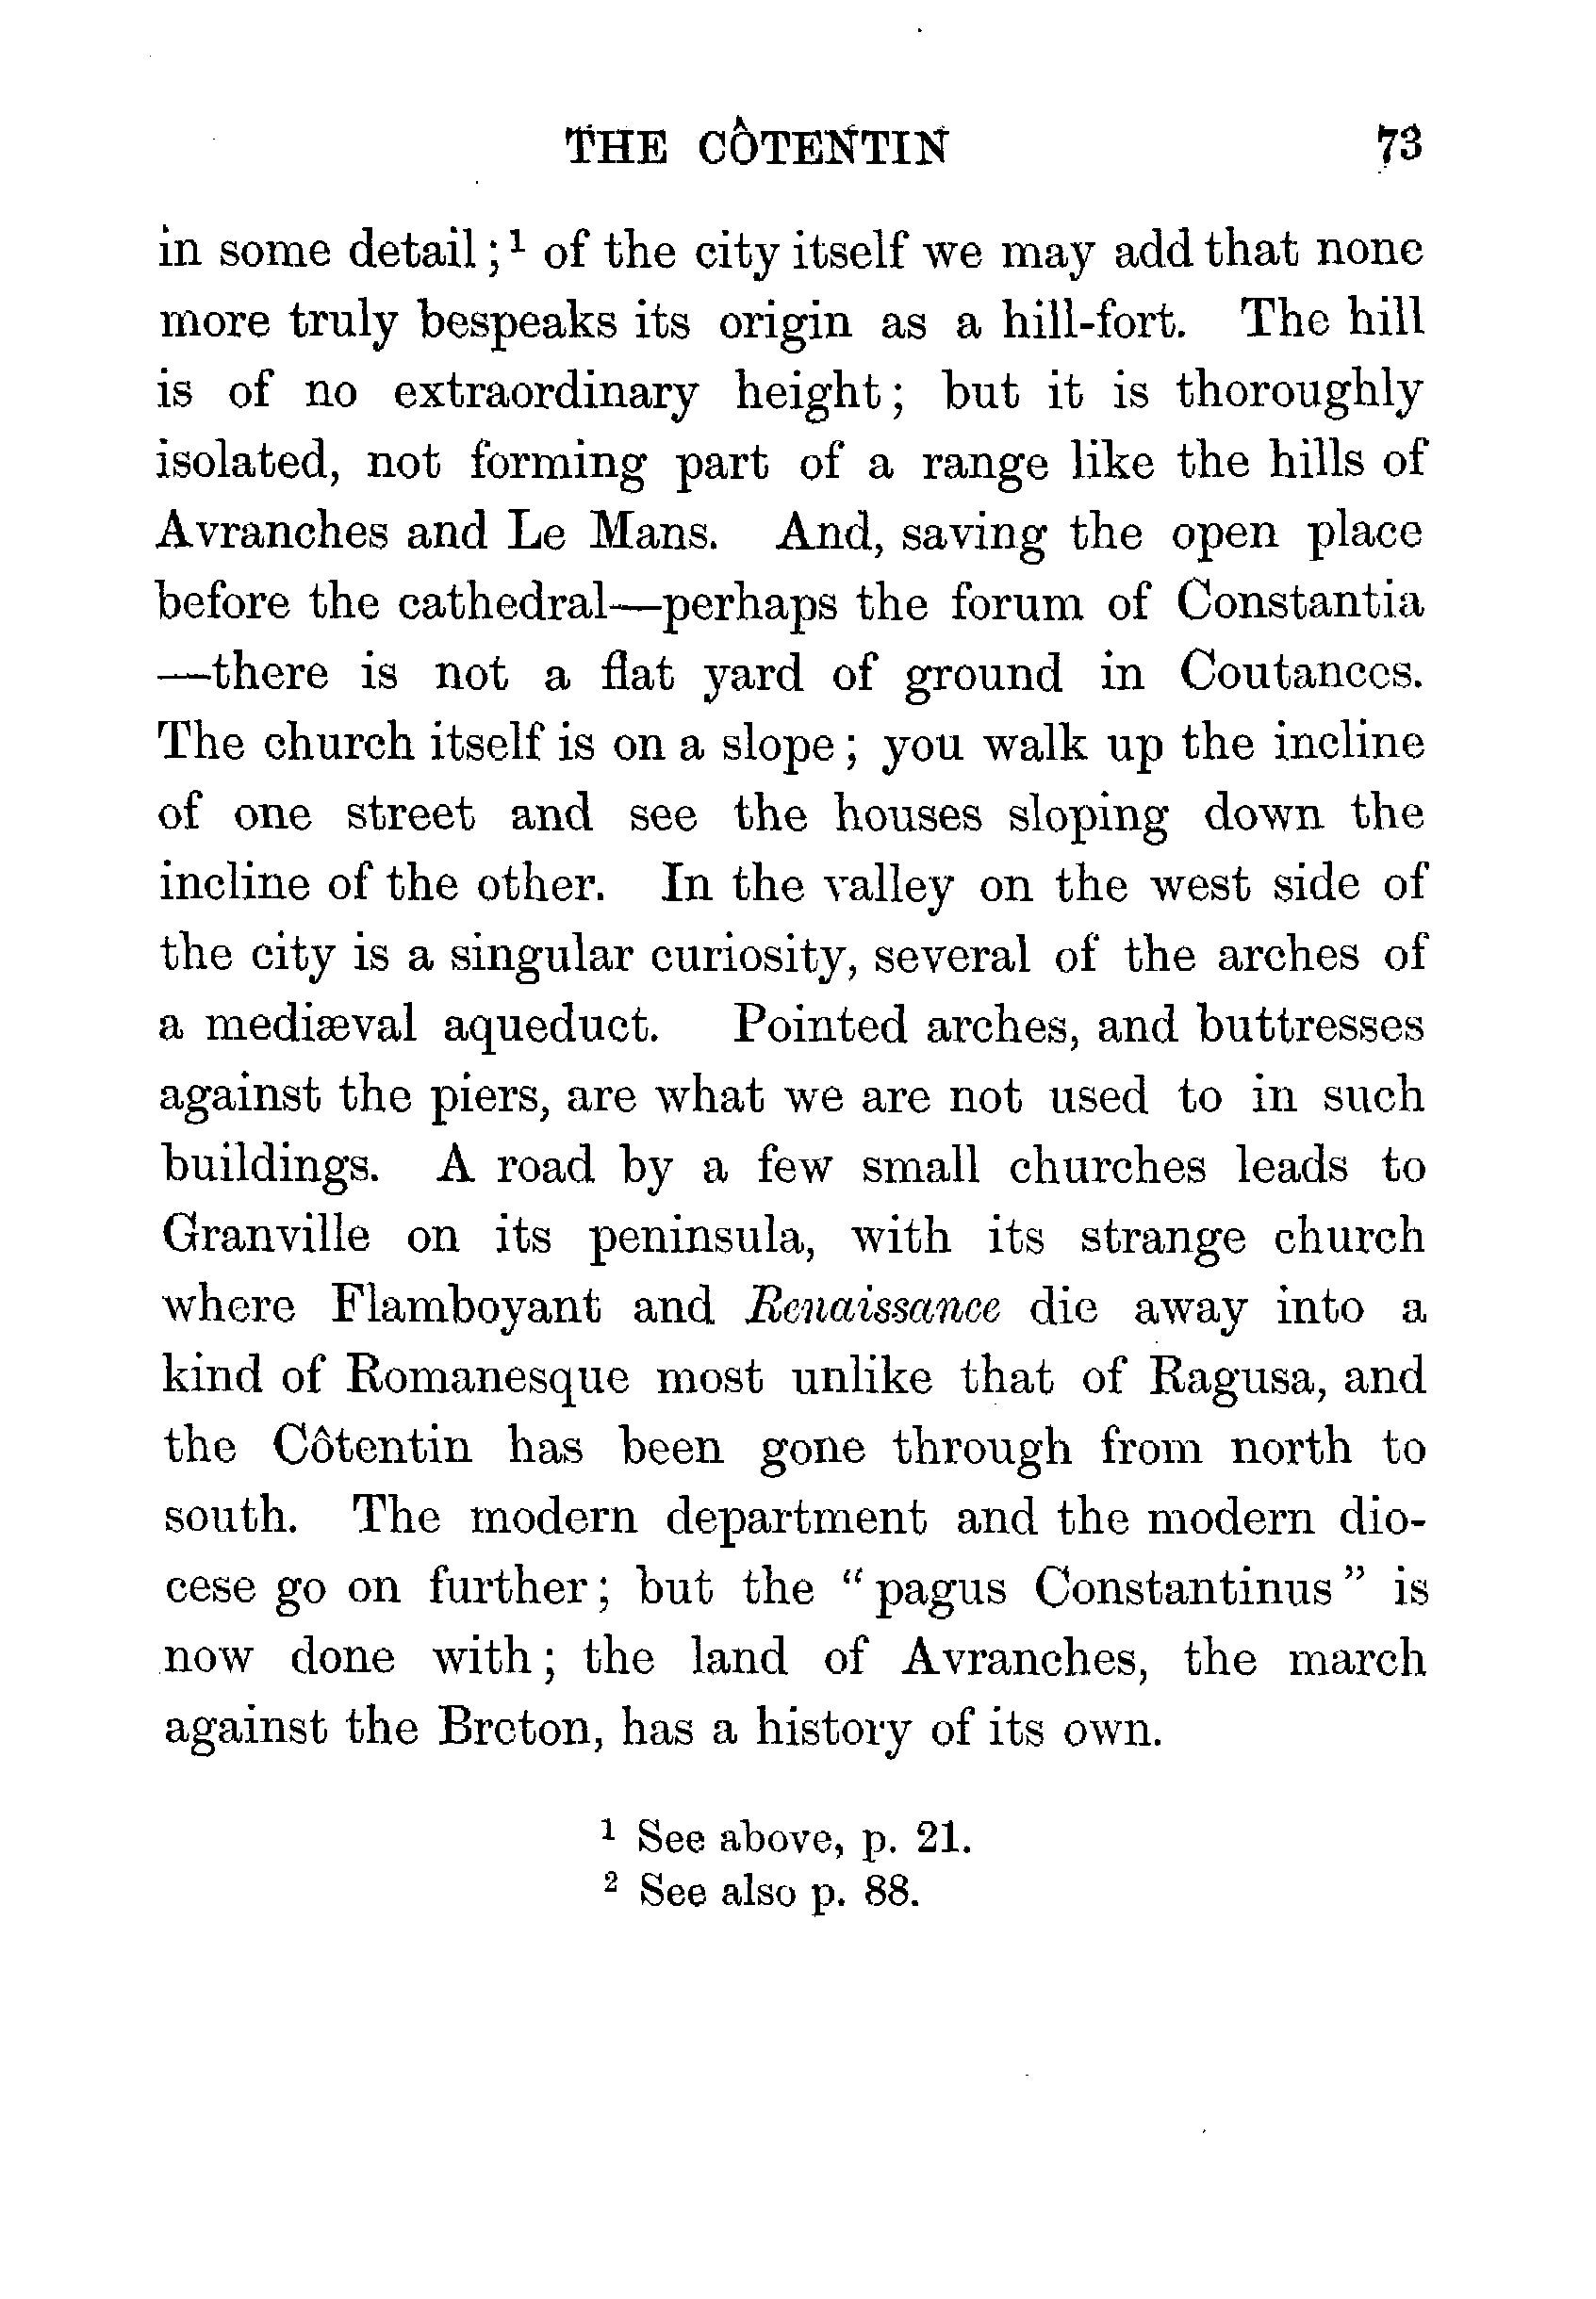 THE CÔTENTIN 73
in some detail;¹ of the city itself we may add that none
more truly bespeaks its origin as a hill-fort. The hill
is of no extraordinary height; but it is thoroughly
isolated, not forming part of a range like the hills of
Avranches and Le Mans. And, saving the open place
before the cathedral—perhaps the forum of Constantia
—there is not a flat yard of ground in Coutances.
The church itself is on a slope; you walk up the incline
of one street and see the houses sloping down the
incline of the other. In the valley on the west side of
the city is a singular curiosity, several of the arches of
a mediæval aqueduct. Pointed arches, and buttresses
against the piers, are what we are not used to in such
buildings. A road by a few small churches leads to
Granville on its peninsula, with its strange church
where Flamboyant and Renaissance die away into a
kind of Romanesque most unlike that of Ragusa, and
the Côtentin has been gone through from north to
south. The modern department and the modern dio-
cese go on further; but the "pagus Constantinus" is
now done with; the land of Avranches, the march
against the Breton, has a history of its own.
¹ See above, p. 21.
² See also p. 88.